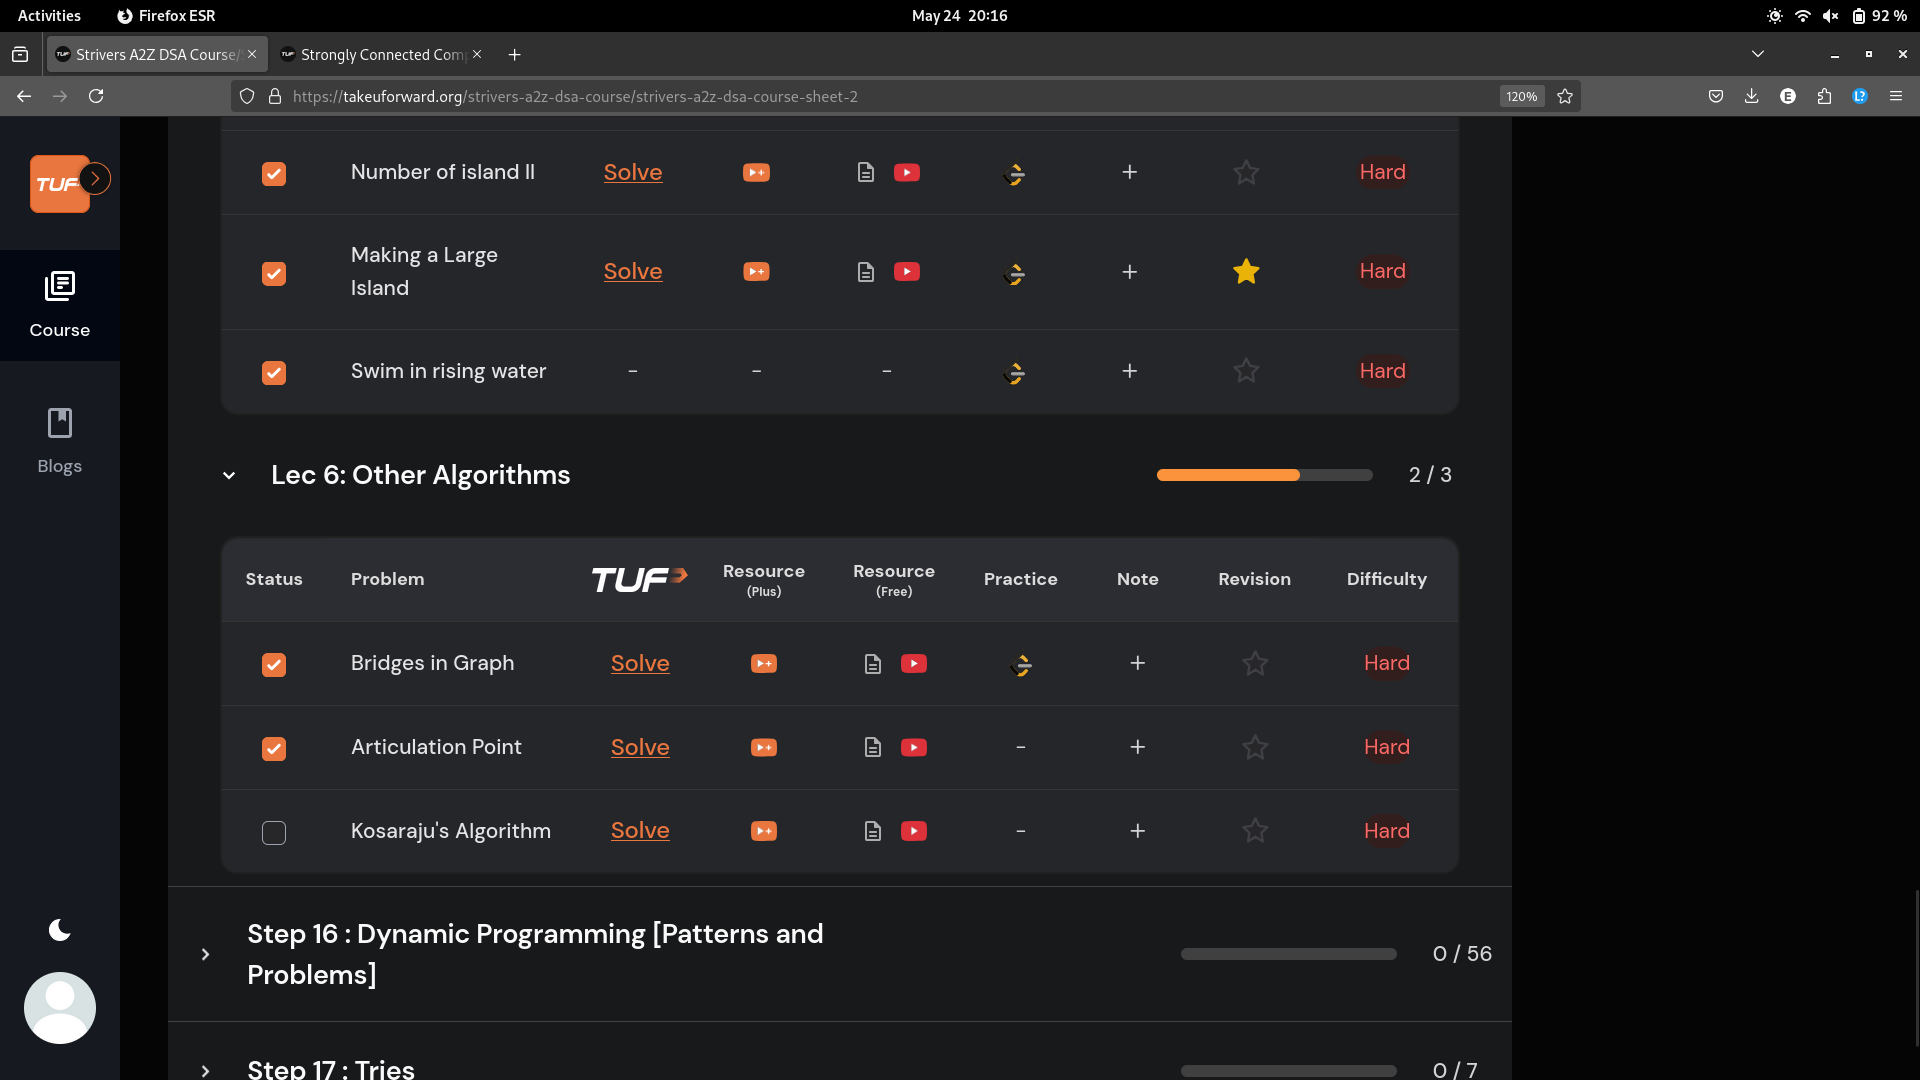 Activities Firefox ESR May 24 20:16 92 %
Strivers A2Z DSA Course/ Strongly Connected Com
https://takeuforward.org/strivers-a2z-dsa-course/strivers-a2z-dsa-course-sheet-2 120% E L?
TUF
Course
Blogs
Number of island II Solve + Hard
Making a Large
Island
Solve + Hard
Swim in rising water - - - + Hard
Lec 6: Other Algorithms 2 / 3
Status Problem TUF Resource (Plus) Resource (Free) Practice Note Revision Difficulty
Bridges in Graph Solve + Hard
Articulation Point Solve - + Hard
Kosaraju's Algorithm Solve - + Hard
Step 16 : Dynamic Programming [Patterns and
Problems]
0 / 56
Step 17 : Tries 0 / 7